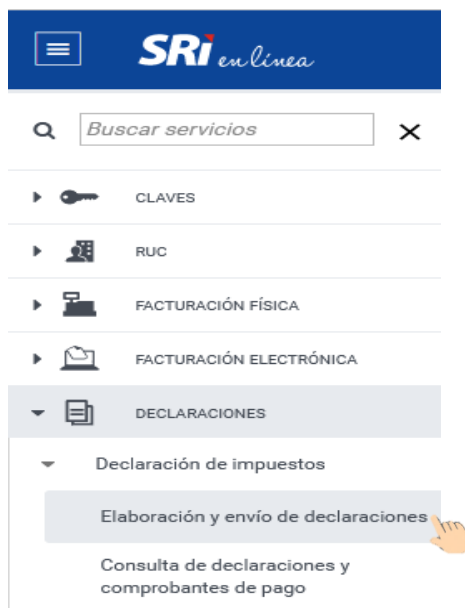 SRi en línea
Buscar servicios
CLAVES
RUC
FACTURACIÓN FÍSICA
FACTURACIÓN ELECTRÓNICA
DECLARACIONES
Declaración de impuestos
Elaboración y envío de declaraciones
Consulta de declaraciones y
comprobantes de pago